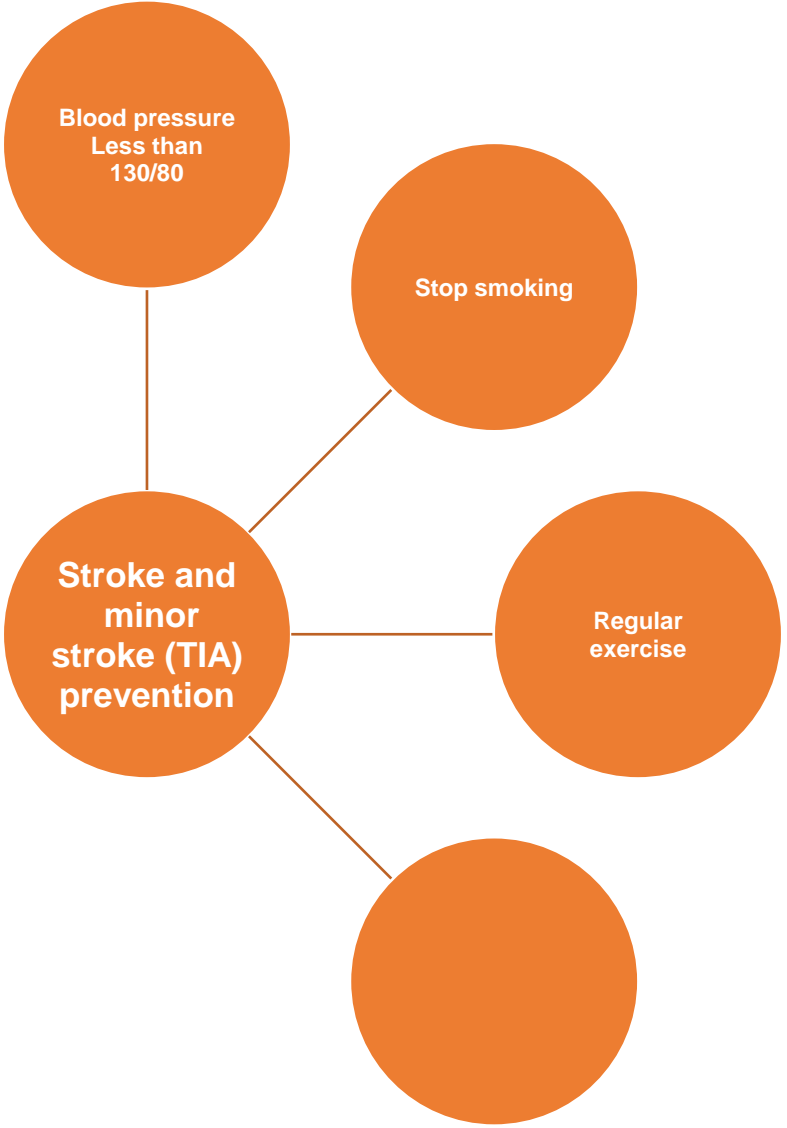 Blood pressure
Less than
130/80
Stop smoking
Stroke and
minor
stroke (TIA)
prevention
Regular
exercise